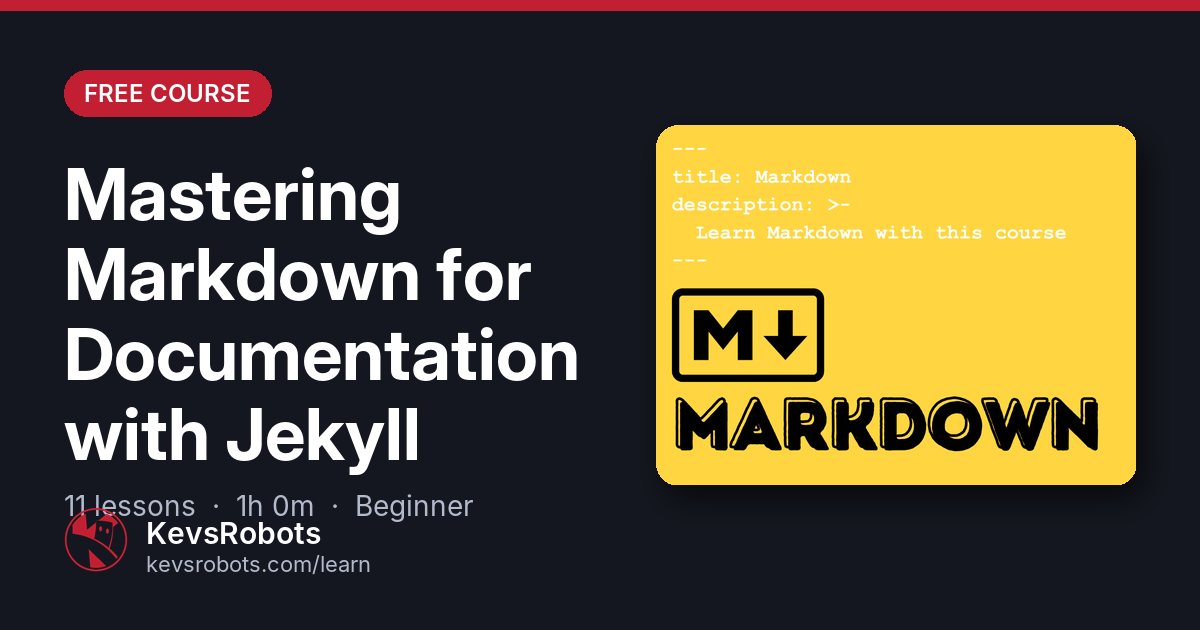 FREE COURSE
Mastering
Markdown for
Documentation
with Jekyll
11 lessons · 1h 0m · Beginner
KevsRobots
kevsrobots.com/learn
---
title: Markdown
description: >-
  Learn Markdown with this course
---
M
MARKDOWN